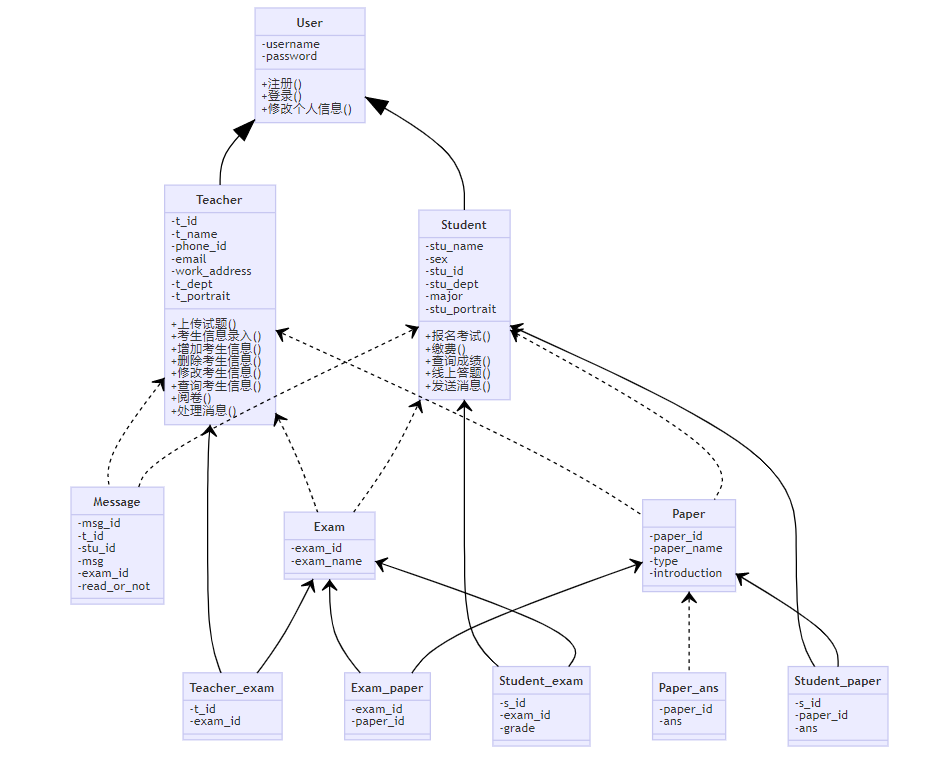 User
-username
-password
+注册()
+登录()
+修改个人信息()
Teacher
-t_id
-t_name
-phone_id
-email
-work_address
-t_dept
-t_portrait
+上传试题()
+考生信息录入()
+增加考生信息()
+删除考生信息()
+修改考生信息()
+查询考生信息()
+阅卷()
+处理消息()
Student
-stu_name
-sex
-stu_id
-stu_dept
-major
-stu_portrait
+报名考试()
+缴费()
+查询成绩()
+线上答题()
+发送消息()
Message
-msg_id
-t_id
-stu_id
-msg
-exam_id
-read_or_not
Exam
-exam_id
-exam_name
Paper
-paper_id
-paper_name
-type
-introduction
Teacher_exam
-t_id
-exam_id
Exam_paper
-exam_id
-paper_id
Student_exam
-s_id
-exam_id
-grade
Paper_ans
-paper_id
-ans
Student_paper
-s_id
-paper_id
-ans